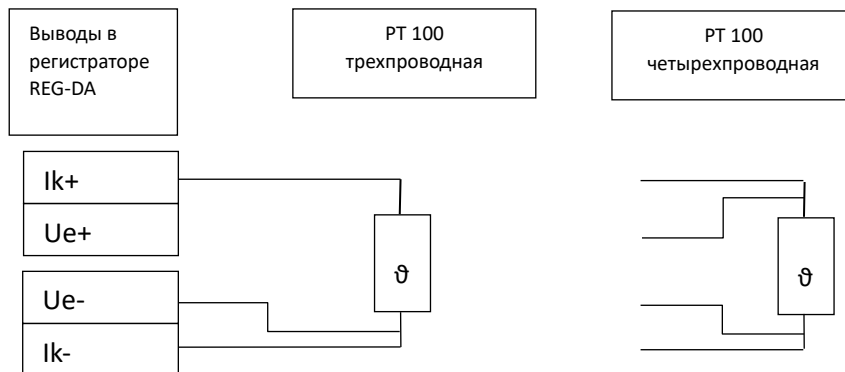 Выводы в
регистраторе
REG-DA
PT 100
трехпроводная
PT 100
четырехпроводная
Ik+
Ue+
Ue-
Ik-
ϑ
ϑ